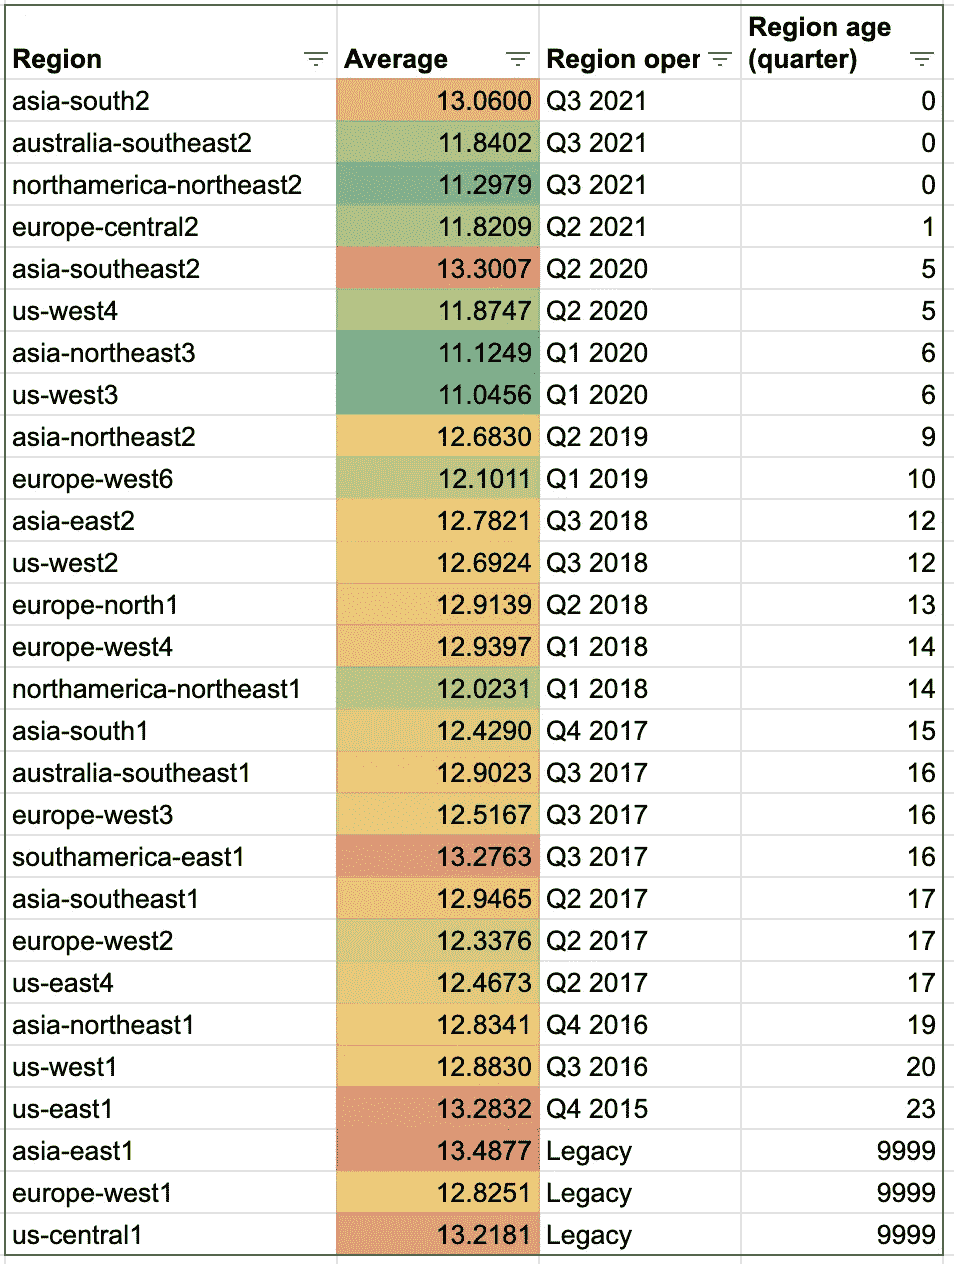 Region Average Region oper Region age (quarter)
asia-south2 13.0600 Q3 2021 0
australia-southeast2 11.8402 Q3 2021 0
northamerica-northeast2 11.2979 Q3 2021 0
europe-central2 11.8209 Q2 2021 1
asia-southeast2 13.3007 Q2 2020 5
us-west4 11.8747 Q2 2020 5
asia-northeast3 11.1249 Q1 2020 6
us-west3 11.0456 Q1 2020 6
asia-northeast2 12.6830 Q2 2019 9
europe-west6 12.1011 Q1 2019 10
asia-east2 12.7821 Q3 2018 12
us-west2 12.6924 Q3 2018 12
europe-north1 12.9139 Q2 2018 13
europe-west4 12.9397 Q1 2018 14
northamerica-northeast1 12.0231 Q1 2018 14
asia-south1 12.4290 Q4 2017 15
australia-southeast1 12.9023 Q3 2017 16
europe-west3 12.5167 Q3 2017 16
southamerica-east1 13.2763 Q3 2017 16
asia-southeast1 12.9465 Q2 2017 17
europe-west2 12.3376 Q2 2017 17
us-east4 12.4673 Q2 2017 17
asia-northeast1 12.8341 Q4 2016 19
us-west1 12.8830 Q3 2016 20
us-east1 13.2832 Q4 2015 23
asia-east1 13.4877 Legacy 9999
europe-west1 12.8251 Legacy 9999
us-central1 13.2181 Legacy 9999